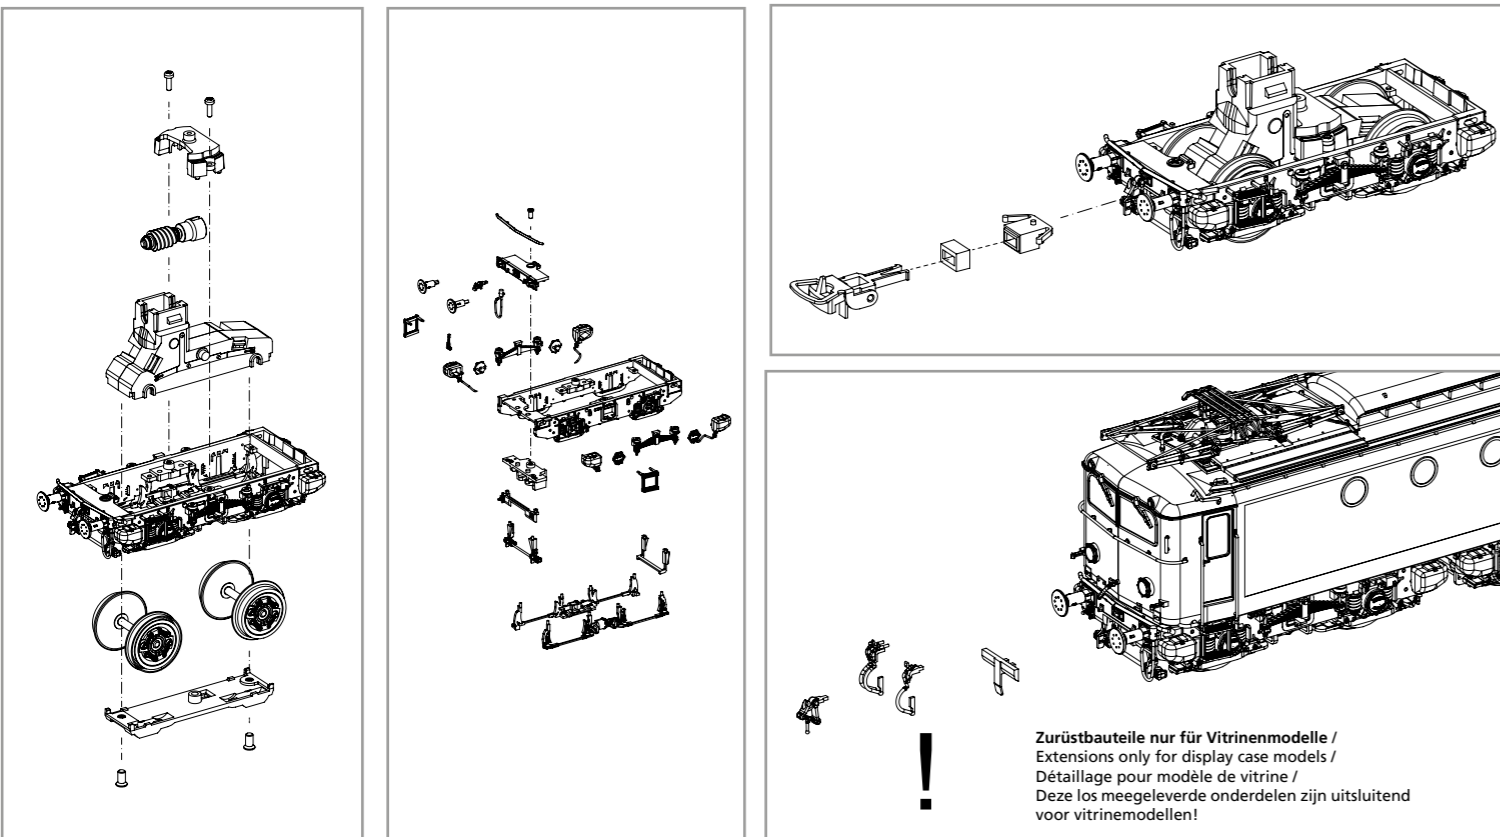 Zurüstbauteile nur für Vitrinenmodelle /
Extensions only for display case models /
Détaillage pour modèle de vitrine /
Deze los meegeleverde onderdelen zijn uitsluitend
voor vitrinemodellen!